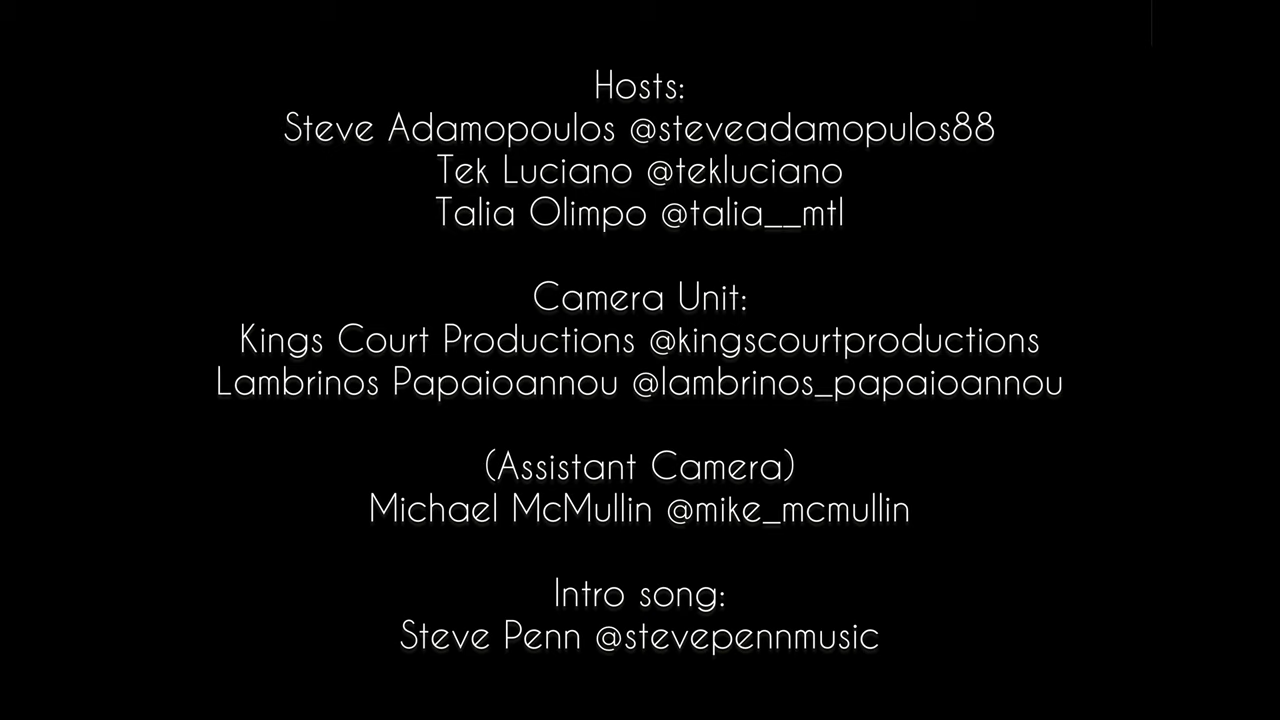 Hosts:
Steve Adamopoulos @steveadamopulos88
Tek Luciano @tekluciano
Talia Olimpo @talia__mtl
Camera Unit:
Kings Court Productions @kingscourtproductions
Lambrinos Papaioannou @lambrinos_papaioannou
(Assistant Camera)
Michael McMullin @mike_mcmullin
Intro song:
Steve Penn @stevepennmusic